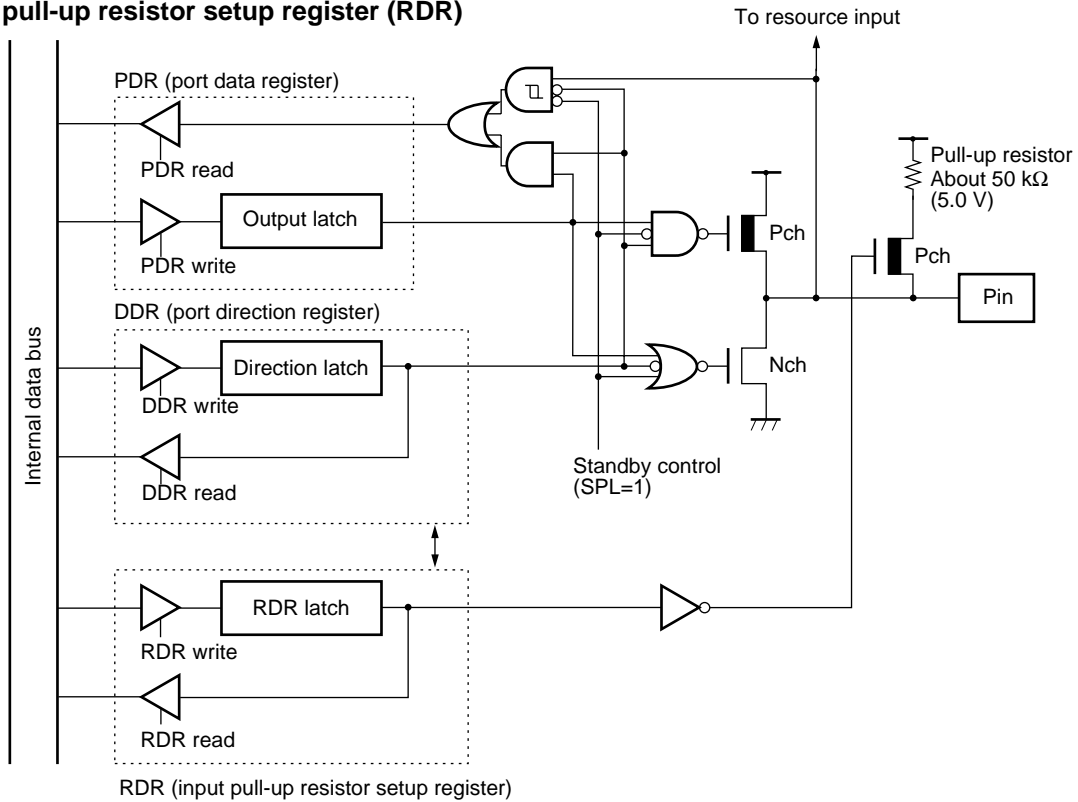 pull-up resistor setup register (RDR)
To resource input
PDR (port data register)
PDR read
Pull-up resistor
About 50 kΩ
(5.0 V)
Output latch
Pch
Pch
PDR write
Pin
DDR (port direction register)
Internal data bus
Direction latch
Nch
DDR write
Standby control
(SPL=1)
DDR read
RDR latch
RDR write
RDR read
RDR (input pull-up resistor setup register)